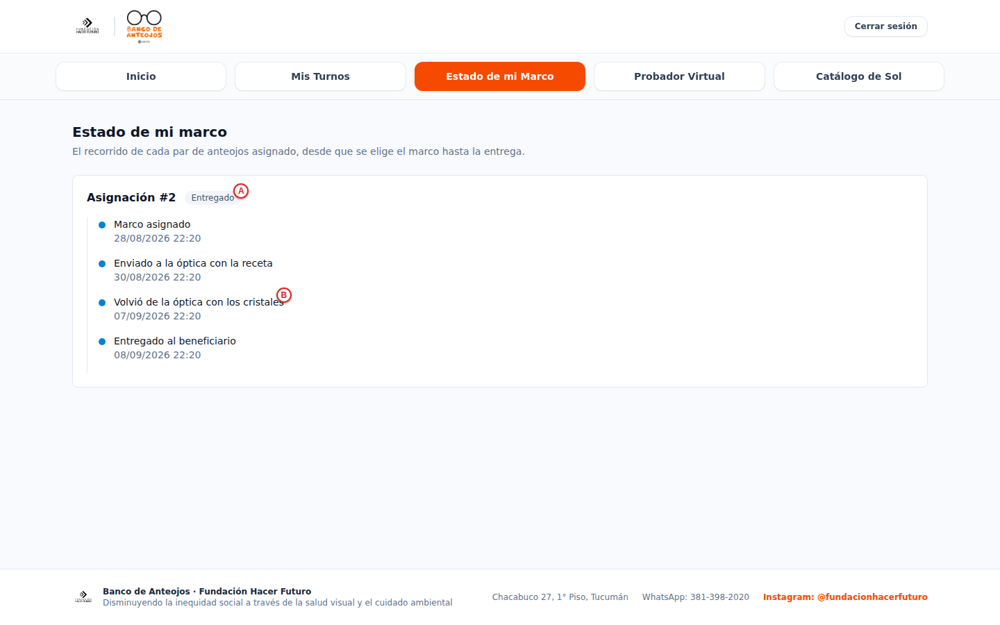 FUNDACIÓN
HACER FUTURO
BANCO DE
ANTEOJOS
Cerrar sesión
Inicio
Mis Turnos
Estado de mi Marco
Probador Virtual
Catálogo de Sol
Estado de mi marco
El recorrido de cada par de anteojos asignado, desde que se elige el marco hasta la entrega.
Asignación #2
Entregado
A
Marco asignado
28/08/2026 22:20
Enviado a la óptica con la receta
30/08/2026 22:20
B
Volvió de la óptica con los cristales
07/09/2026 22:20
Entregado al beneficiario
08/09/2026 22:20
FUNDACIÓN
HACER FUTURO
Banco de Anteojos · Fundación Hacer Futuro
Disminuyendo la inequidad social a través de la salud visual y el cuidado ambiental
Chacabuco 27, 1° Piso, Tucumán
WhatsApp: 381-398-2020
Instagram: @fundacionhacerfuturo